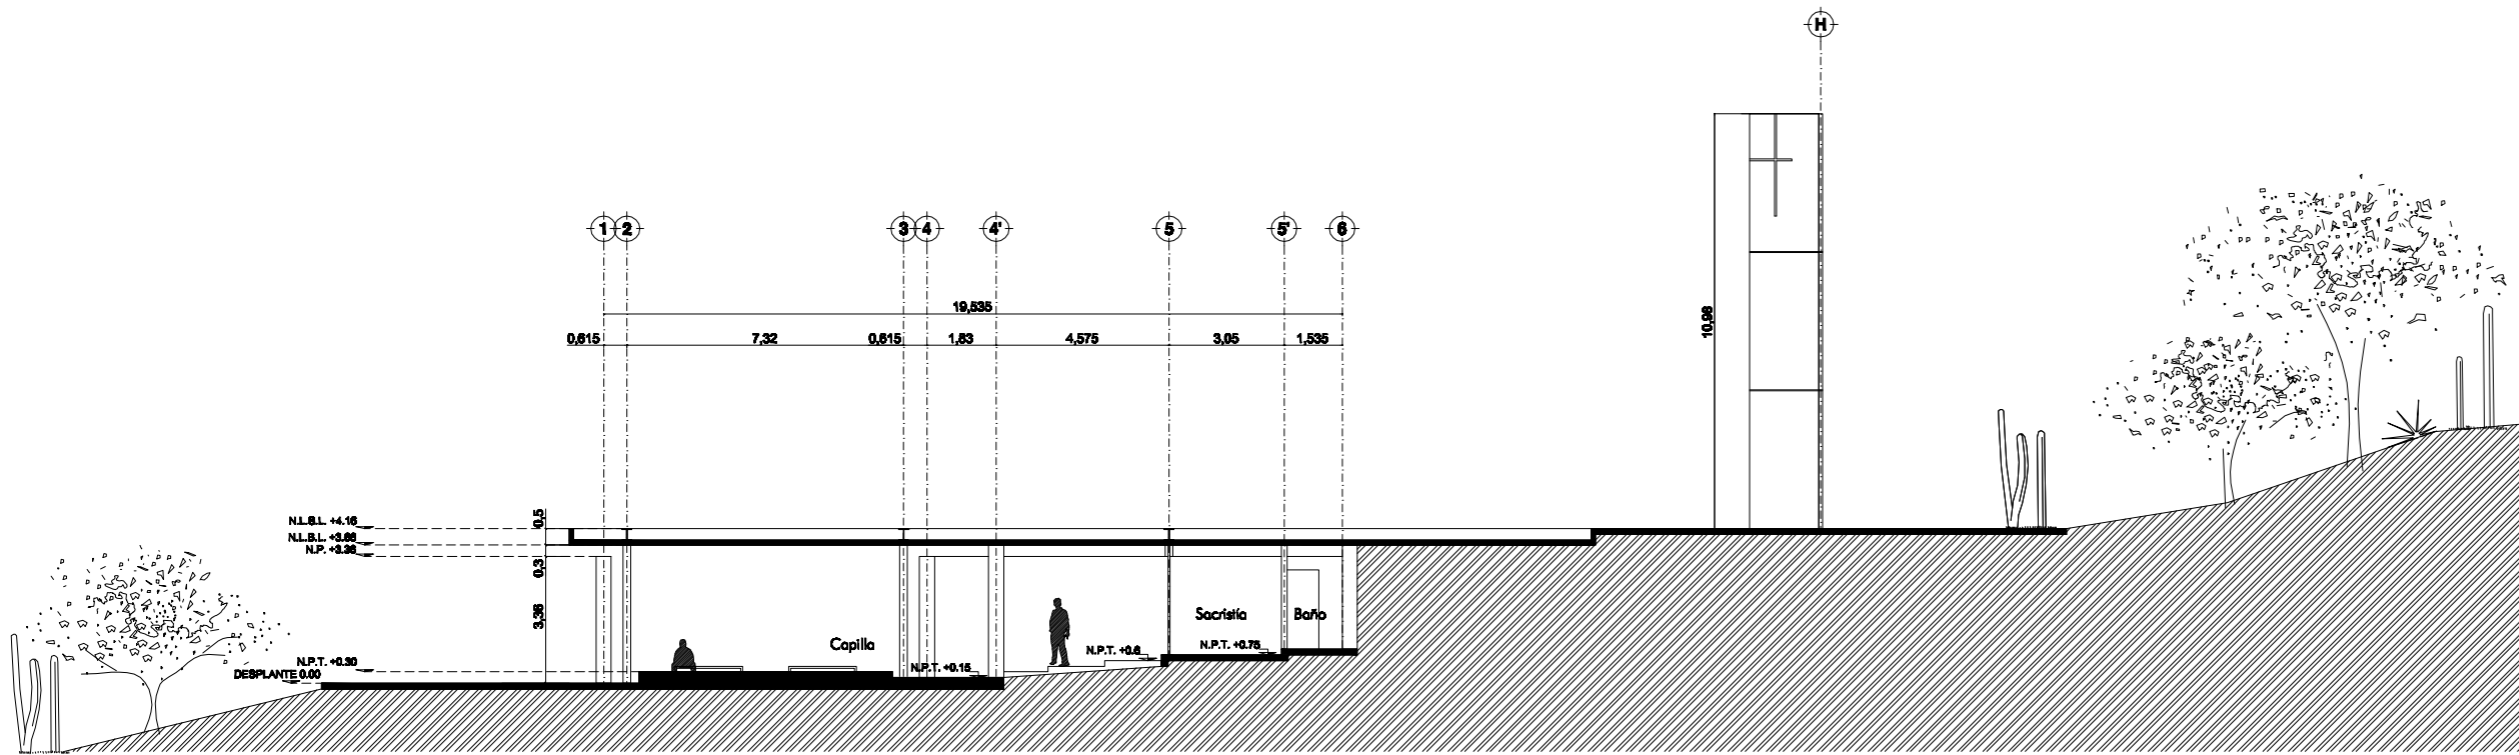 H
1 2 3 4 4' 5 5' 6
19,535
0,615 7,32 0,615 1,83 4,575 3,05 1,535
10,98
N.L.B.L. +4.16
0,5
N.L.B.L. +3.66
N.P. +3.36
0,3
3,36
Sacristía Baño
Capilla
N.P.T. +0.6 N.P.T. +0.75
N.P.T. +0.30 N.P.T. +0.15
DESPLANTE 0.00